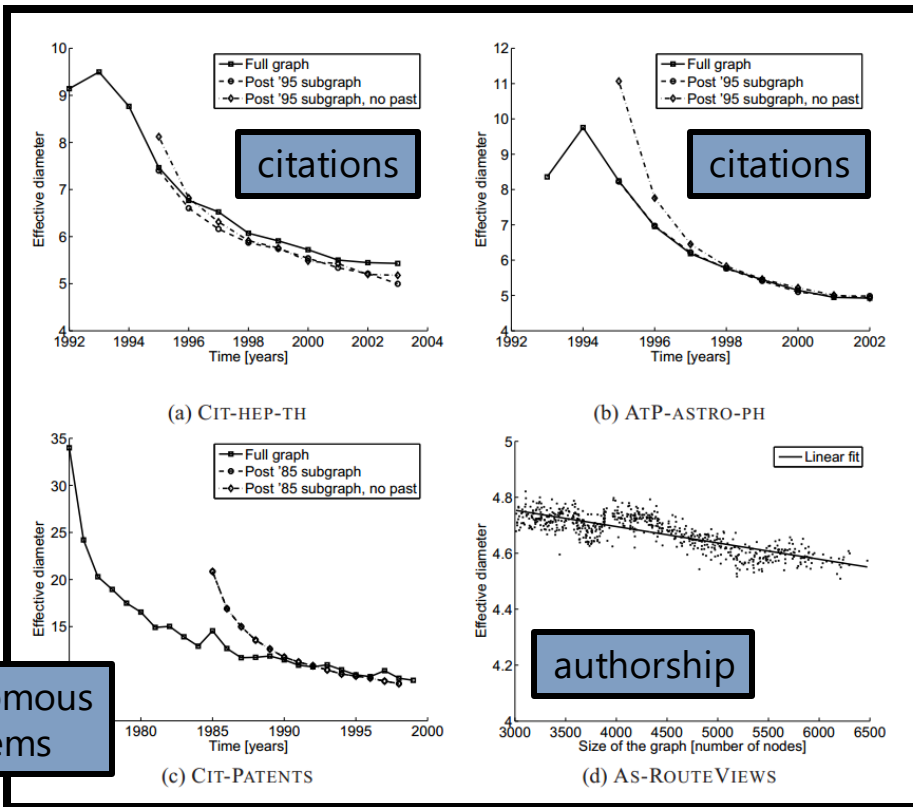 10
9
8
7
6
5
4
Effective diameter
Full graph
Post '95 subgraph
Post '95 subgraph, no past
citations
1992 1994 1996 1998 2000 2002 2004
Time [years]
(a) CIT-HEP-TH
12
11
10
9
8
7
6
5
4
Effective diameter
Full graph
Post '95 subgraph
Post '95 subgraph, no past
citations
1992 1994 1996 1998 2000 2002
Time [years]
(b) ATP-ASTRO-PH
35
30
25
20
15
Effective diameter
Full graph
Post '85 subgraph
Post '85 subgraph, no past
omous
ems
1980 1985 1990 1995 2000
Time [years]
(c) CIT-PATENTS
5
4.8
4.6
4.4
4.2
4
Effective diameter
Linear fit
authorship
3000 3500 4000 4500 5000 5500 6000 6500
Size of the graph [number of nodes]
(d) AS-ROUTEVIEWS